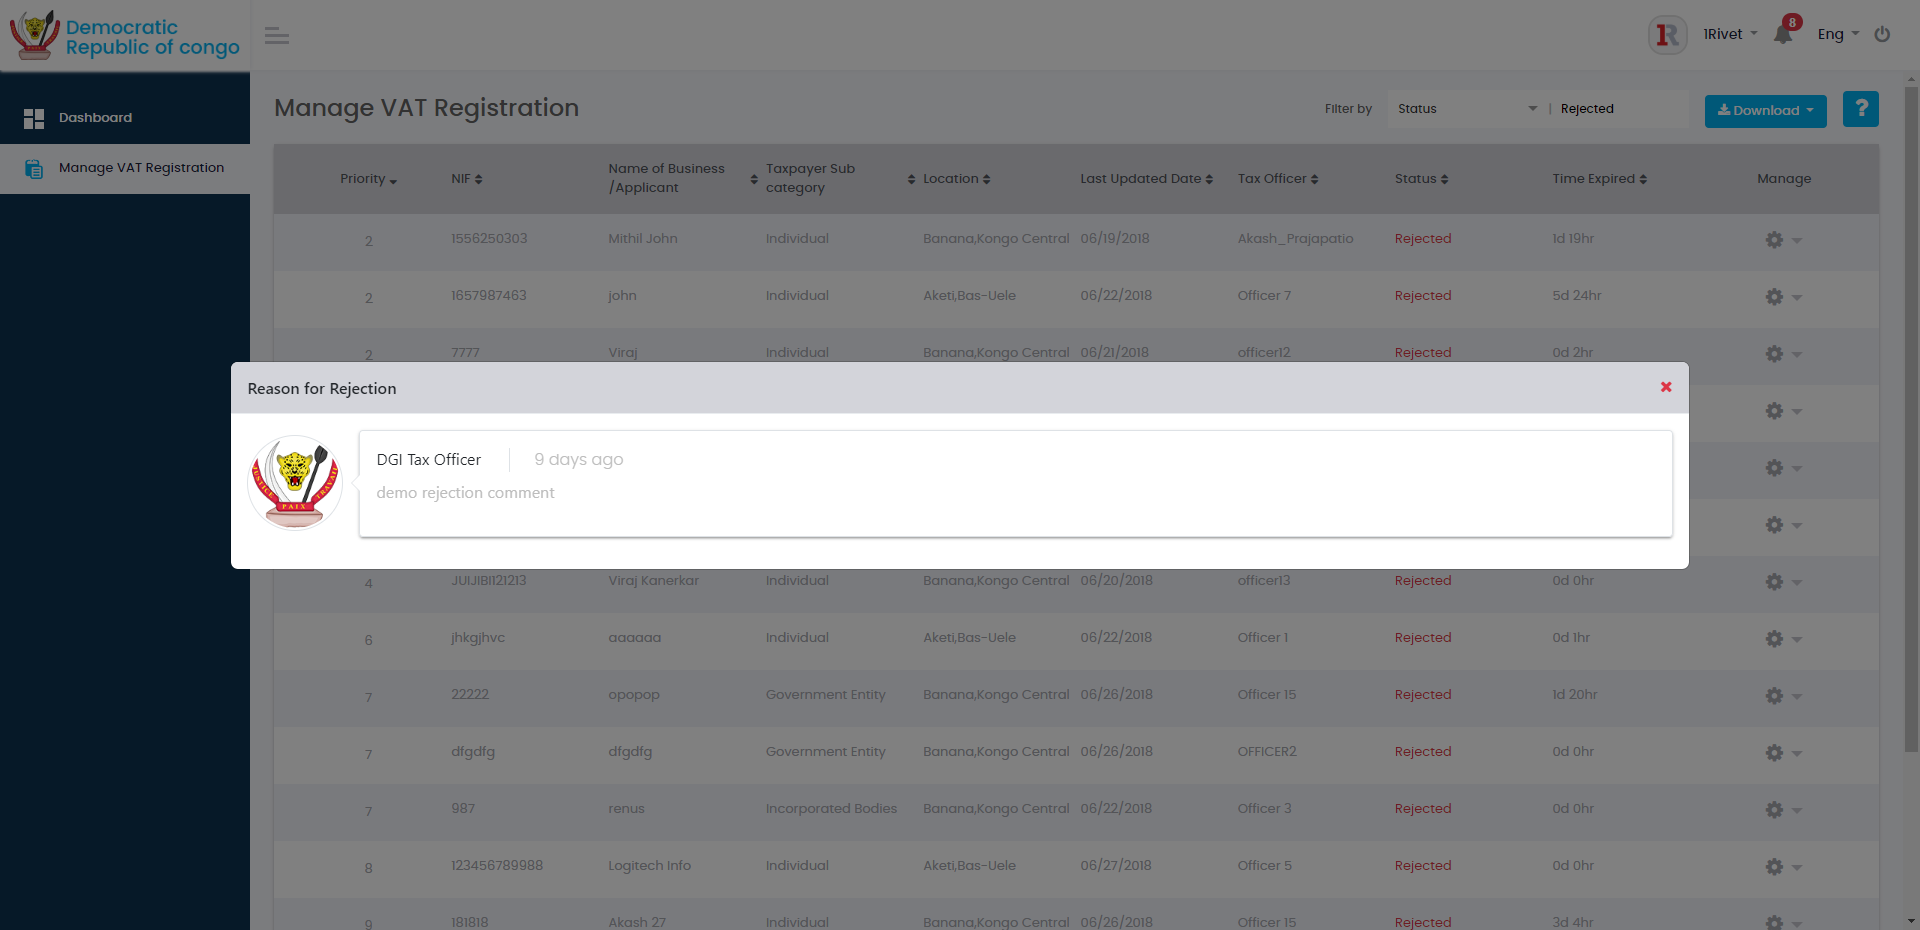 Democratic
Republic of congo
1Rivet
8
Eng
Dashboard
Manage VAT Registration
Manage VAT Registration
Filter by
Status
| Rejected
Download
?
Priority NIF Name of Business /Applicant Taxpayer Sub category Location Last Updated Date Tax Officer Status Time Expired Manage
2 1556250303 Mithil John Individual Banana,Kongo Central 06/19/2018 Akash_Prajapatio Rejected 1d 19hr
2 1657987463 john Individual Aketi,Bas-Uele 06/22/2018 Officer 7 Rejected 5d 24hr
2 7777 Viraj Individual Banana,Kongo Central 06/21/2018 officer12 Rejected 0d 2hr
Reason for Rejection
JUSTICE PAIX TRAVAIL
DGI Tax Officer 9 days ago
demo rejection comment
4 JUIJIBI121213 Viraj Kanerkar Individual Banana,Kongo Central 06/20/2018 officer13 Rejected 0d 0hr
6 jhkgjhvc aaaaaa Individual Aketi,Bas-Uele 06/22/2018 Officer 1 Rejected 0d 1hr
7 22222 opopop Government Entity Banana,Kongo Central 06/26/2018 Officer 15 Rejected 1d 20hr
7 dfgdfg dfgdfg Government Entity Banana,Kongo Central 06/26/2018 OFFICER2 Rejected 0d 0hr
7 987 renus Incorporated Bodies Banana,Kongo Central 06/22/2018 Officer 3 Rejected 0d 0hr
8 123456789988 Logitech Info Individual Aketi,Bas-Uele 06/27/2018 Officer 5 Rejected 0d 0hr
9 181818 Akash 27 Individual Banana,Kongo Central 06/26/2018 Officer 15 Rejected 3d 4hr